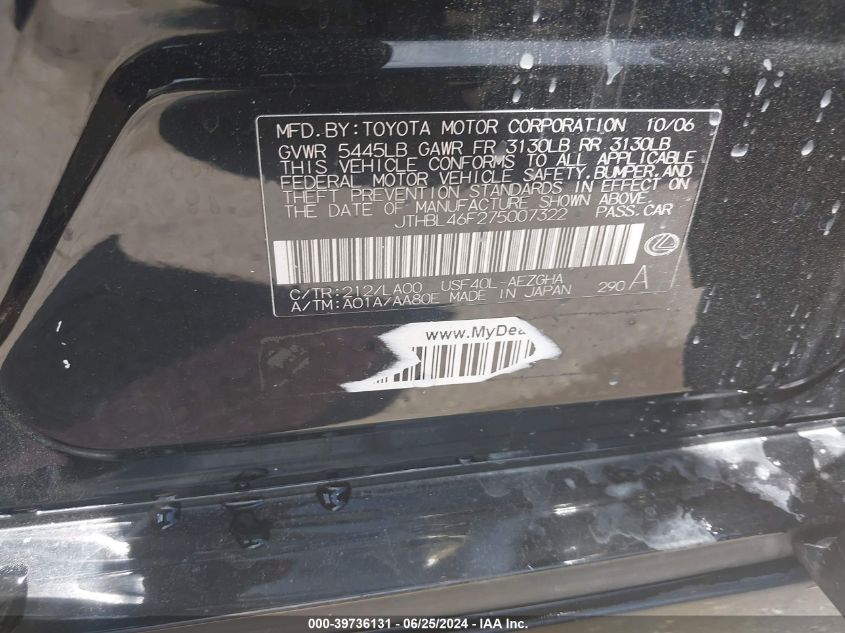 MFD. BY: TOYOTA MOTOR CORPORATION 10/06
GVWR 5445LB GAWR FR 3130LB RR 3130LB
THIS VEHICLE CONFORMS TO ALL APPLICABLE
FEDERAL MOTOR VEHICLE SAFETY, BUMPER, AND
THEFT PREVENTION STANDARDS IN EFFECT ON
THE DATE OF MANUFACTURE SHOWN ABOVE.
JTHBL46F275007322 PASS. CAR
C/TR: 212/LA00 USF40L-AEZGHA 290 A
A/TM: A01A/AA80E MADE IN JAPAN
www.MyDea
000-39736131 - 06/25/2024 - © IAA Inc.